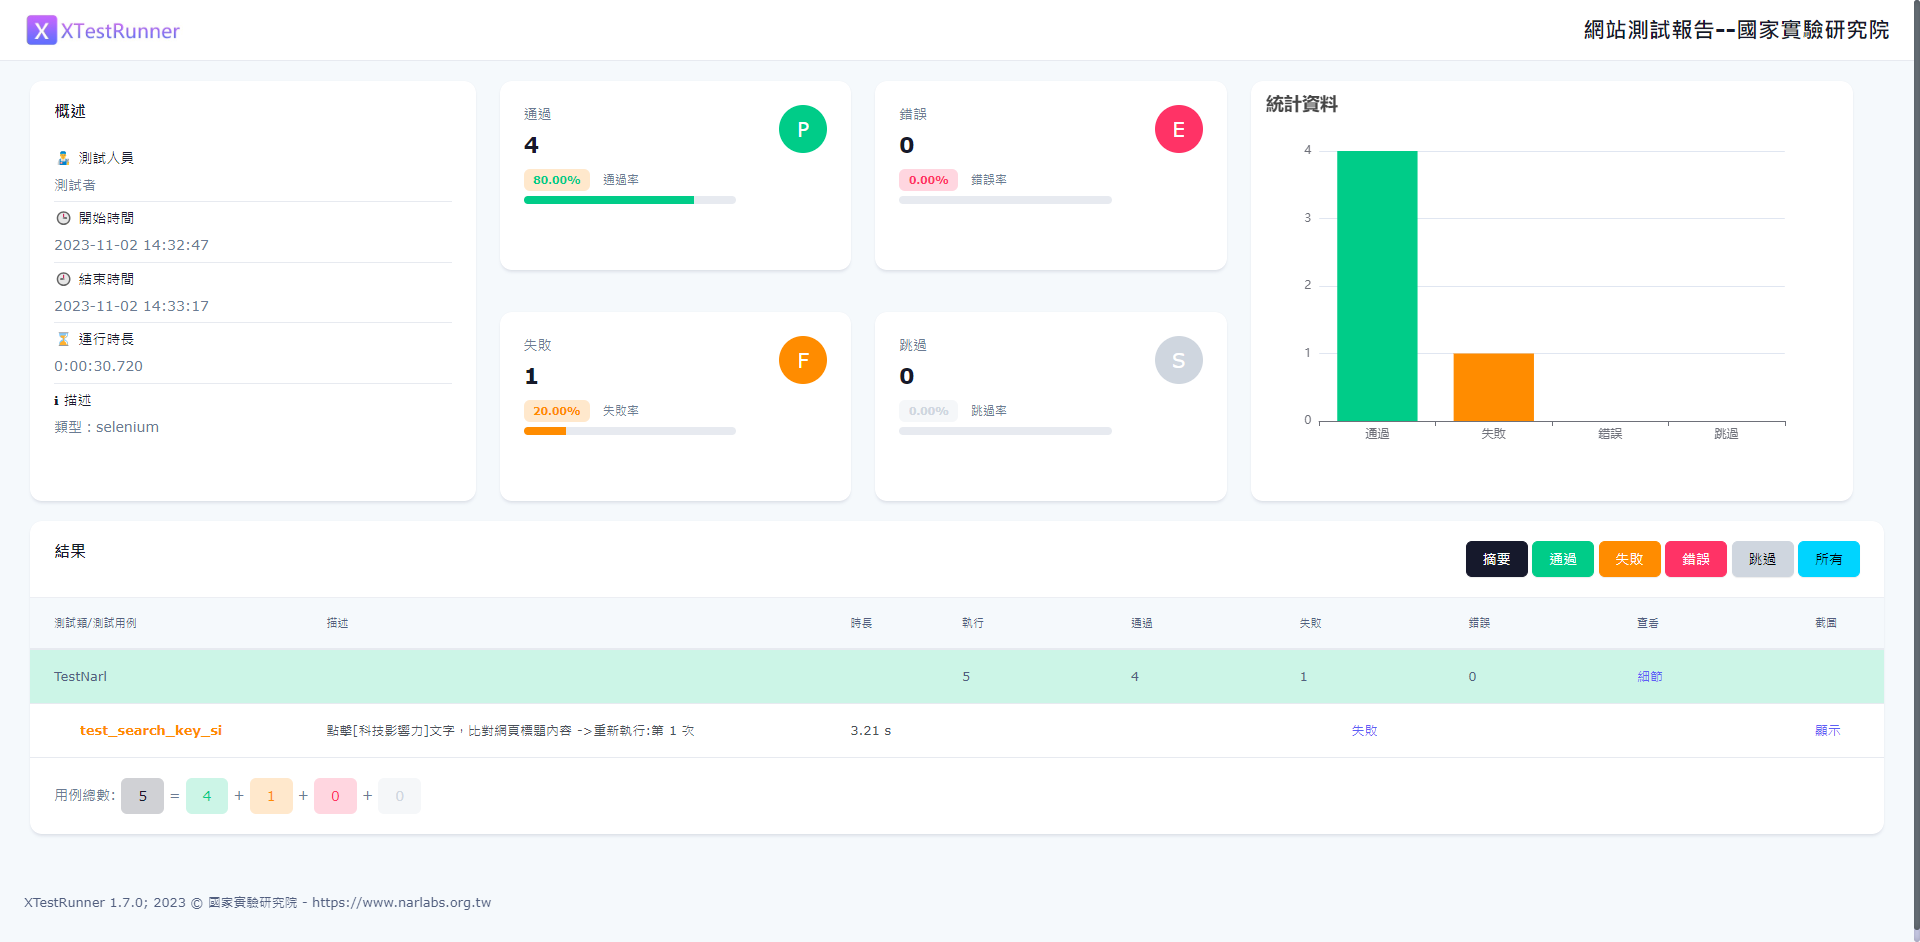 X XTestRunner
網站測試報告--國家實驗研究院
概述
測試人員
測試者
開始時間
2023-11-02 14:32:47
結束時間
2023-11-02 14:33:17
運行時長
0:00:30.720
描述
類型：selenium
通過
4
P
80.00% 通過率
錯誤
0
E
0.00% 錯誤率
失敗
1
F
20.00% 失敗率
跳過
0
S
0.00% 跳過率
統計資料
4
3
2
1
0
通過 失敗 錯誤 跳過
結果
摘要 通過 失敗 錯誤 跳過 所有
測試類/測試用例 描述 時長 執行 通過 失敗 錯誤 查看 截圖
TestNarl 5 4 1 0 細節
test_search_key_si 點擊[科技影響力]文字，比對網頁標題內容 ->重新執行:第 1 次 3.21 s 失敗 顯示
用例總數: 5 = 4 + 1 + 0 + 0
XTestRunner 1.7.0; 2023 © 國家實驗研究院 - https://www.narlabs.org.tw